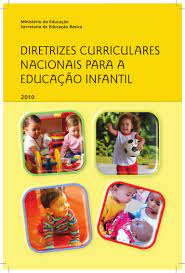 Ministério da Educação
Secretaria de Educação Básica
DIRETRIZES CURRICULARES
NACIONAIS PARA A
EDUCAÇÃO INFANTIL
2010